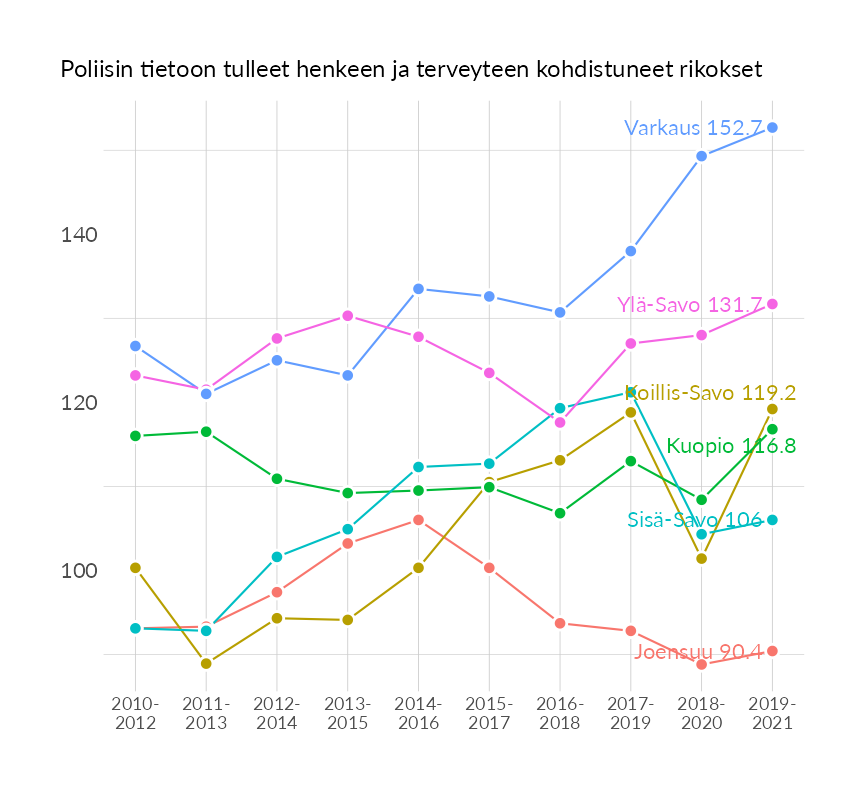 Poliisin tietoon tulleet henkeen ja terveyteen kohdistuneet rikokset
Varkaus 152.7
140
Ylä-Savo 131.7
Koillis-Savo 119.2
120
Kuopio 116.8
Sisä-Savo 106
100
Joensuu 90.4
2010- 2011- 2012- 2013- 2014- 2015- 2016- 2017- 2018- 2019-
2012 2013 2014 2015 2016 2017 2018 2019 2020 2021